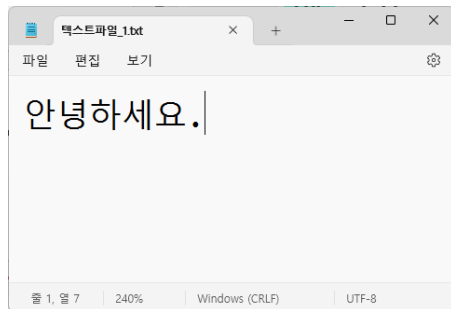 텍스트파일_1.txt
파일 편집 보기
안녕하세요.
줄 1, 열 7 240% Windows (CRLF) UTF-8